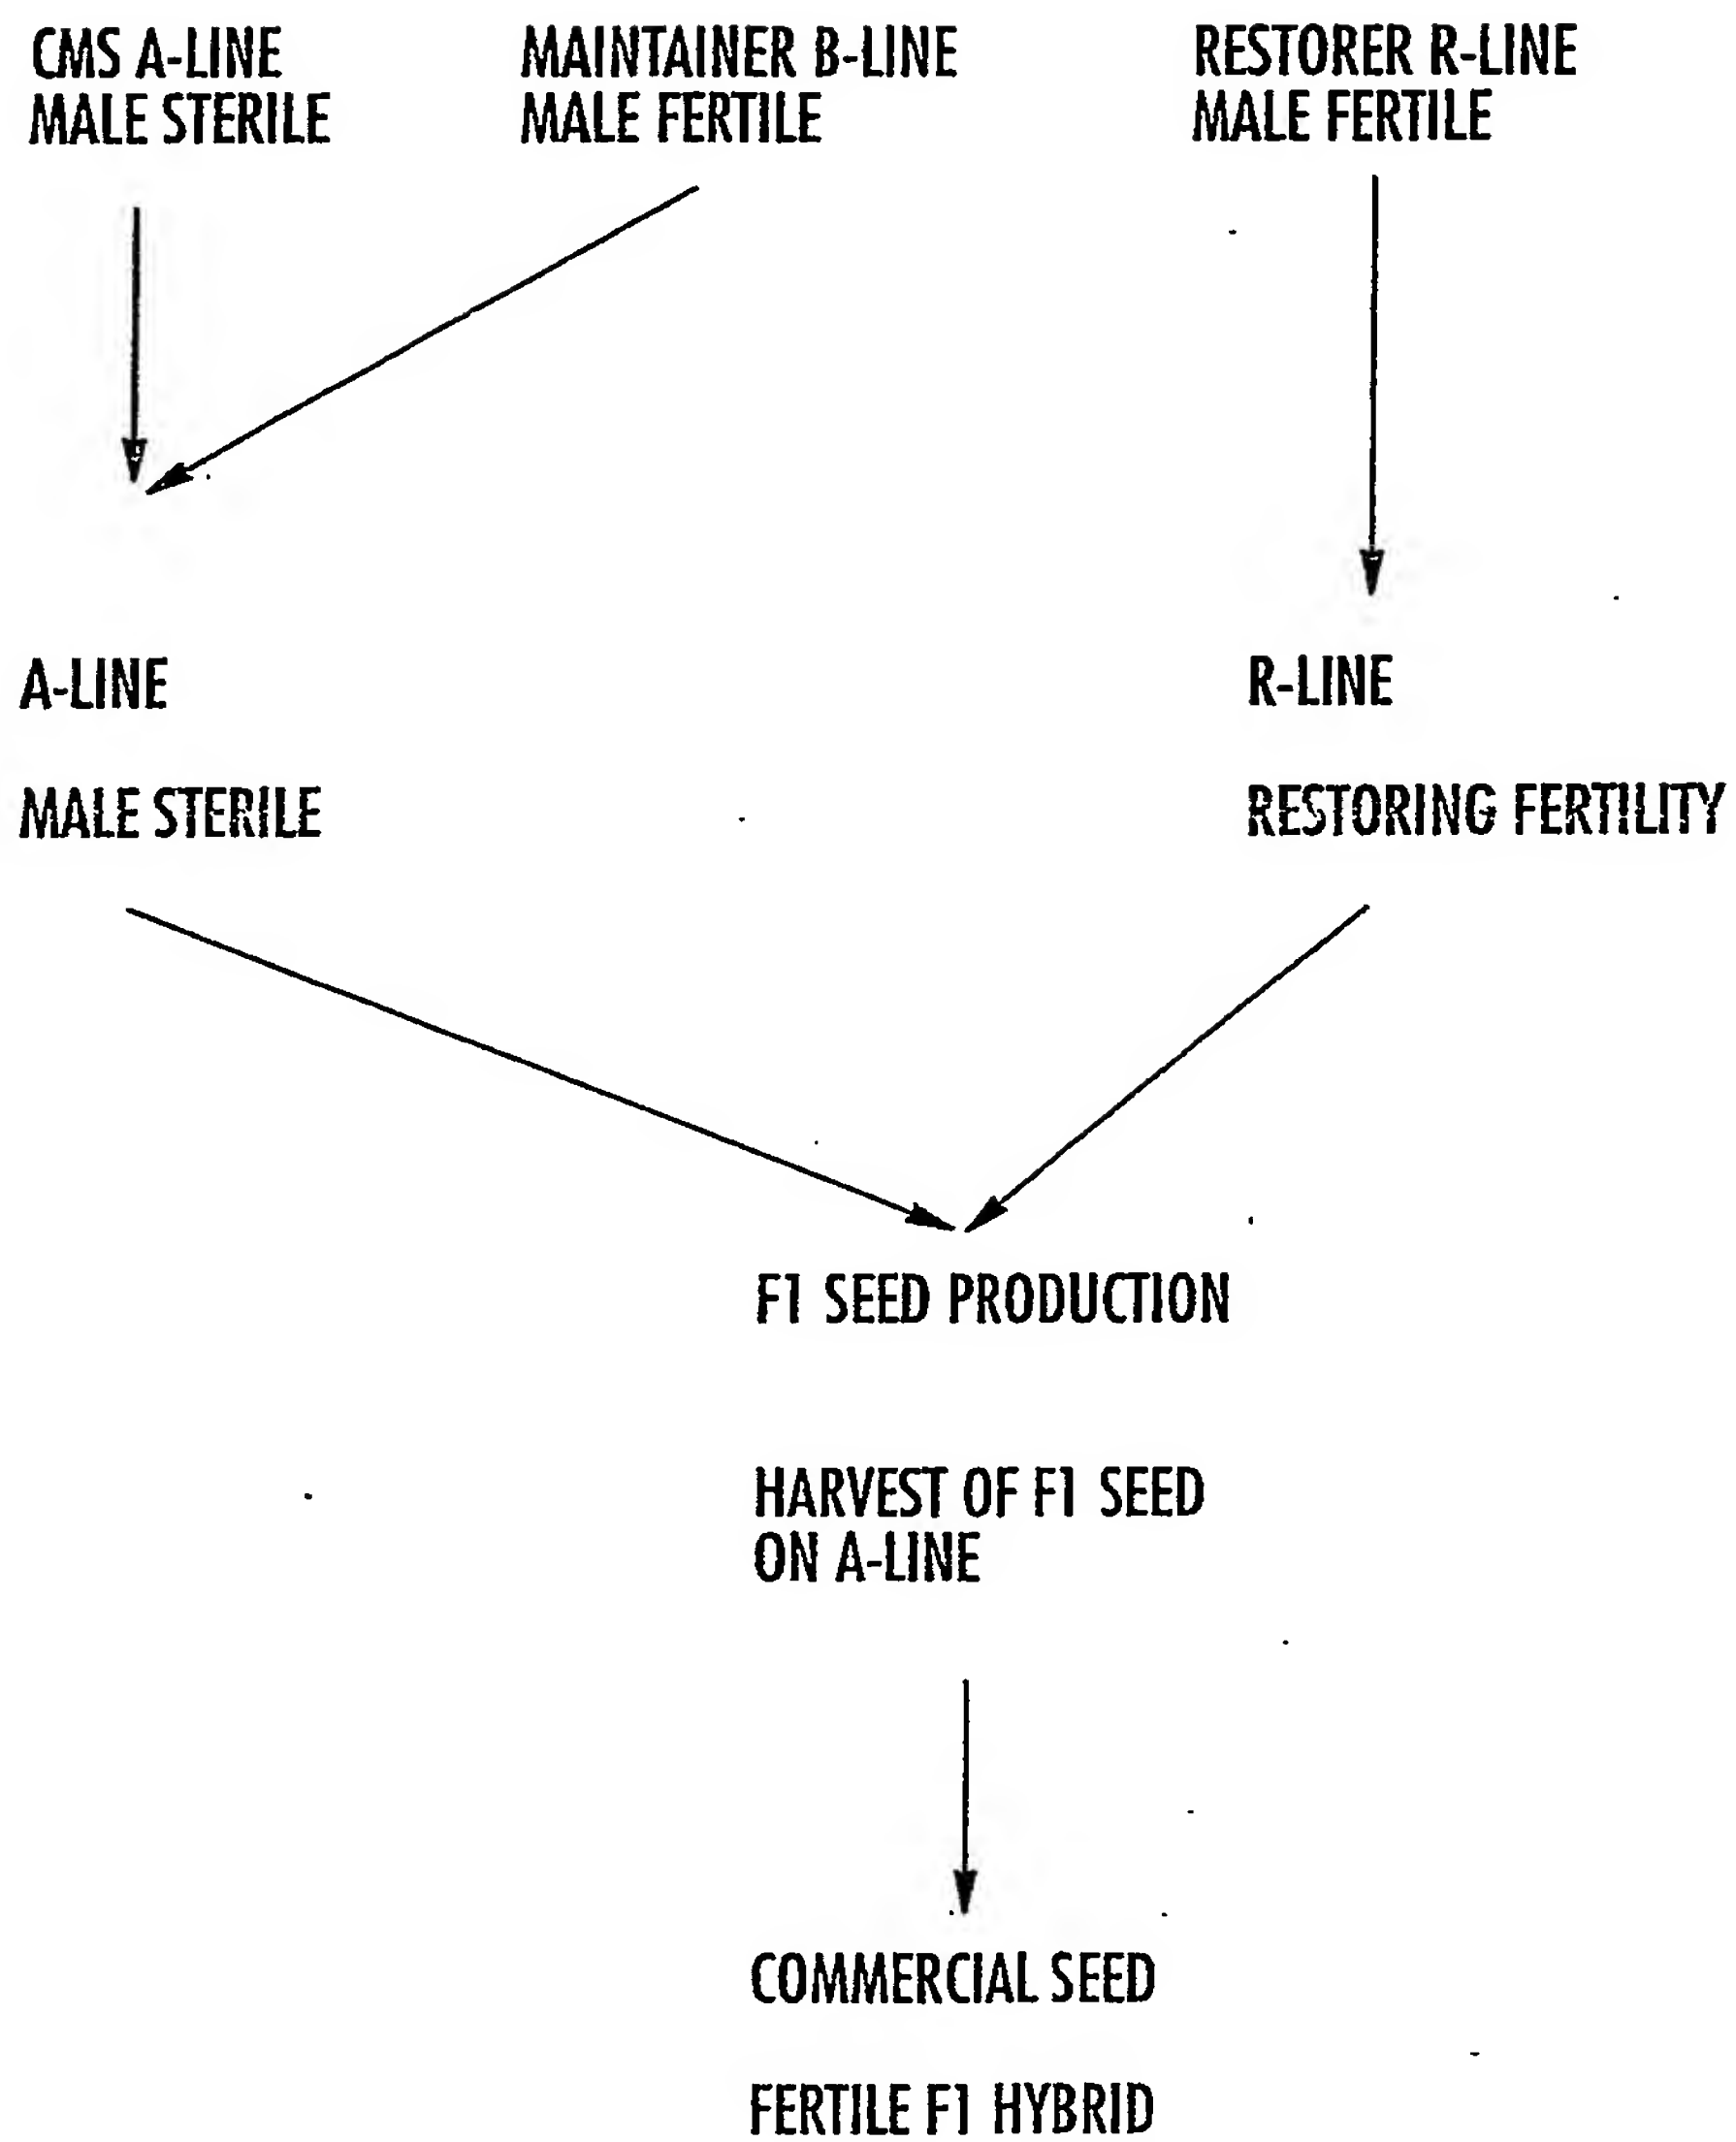 CMS A-LINE
MALE STERILE
MAINTAINER B-LINE
MALE FERTILE
RESTORER R-LINE
MALE FERTILE
A-LINE
MALE STERILE
R-LINE
RESTORING FERTILITY
F1 SEED PRODUCTION
HARVEST OF F1 SEED
ON A-LINE
COMMERCIAL SEED
FERTILE F1 HYBRID